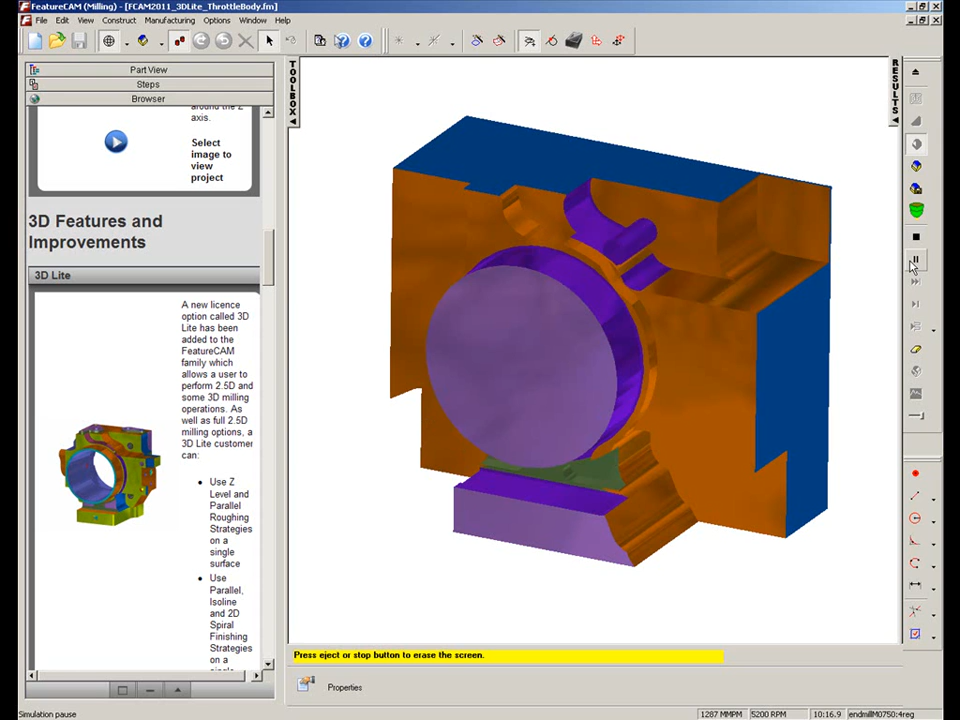 FeatureCAM (Milling) - [FCAM2011_3DLite_ThrottleBody.fm]
File Edit View Construct Manufacturing Options Window Help
Part View
Steps
Browser
TOOLBOX
RESULTS
around the Z
axis.
Select
image to
view
project
3D Features and
Improvements
3D Lite
A new licence
option called 3D
Lite has been
added to the
FeatureCAM
family which
allows a user to
perform 2.5D and
some 3D milling
operations. As
well as full 2.5D
milling options, a
3D Lite customer
can:
• Use Z
Level and
Parallel
Roughing
Strategies
on a
single
surface
• Use
Parallel,
Isoline
and 2D
Spiral
Finishing
Strategies
on a
Press eject or stop button to erase the screen.
Properties
Simulation pause
1287 MMPM 5200 RPM 10:16.9 endmillM0750:4reg